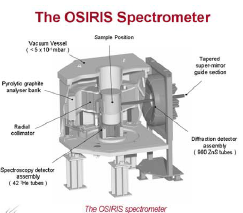 The OSIRIS Spectrometer
Sample Position
Vacuum Vessel
( < 5 x 10⁻⁵ mbar )
Tapered
super-mirror
guide section
Pyrolytic graphite
analyser bank
Radial
collimator
Diffraction detector
assembly
( 980 ZnS tubes )
Spectroscopy detector
assembly
( 42 ³He tubes )
The OSIRIS spectrometer